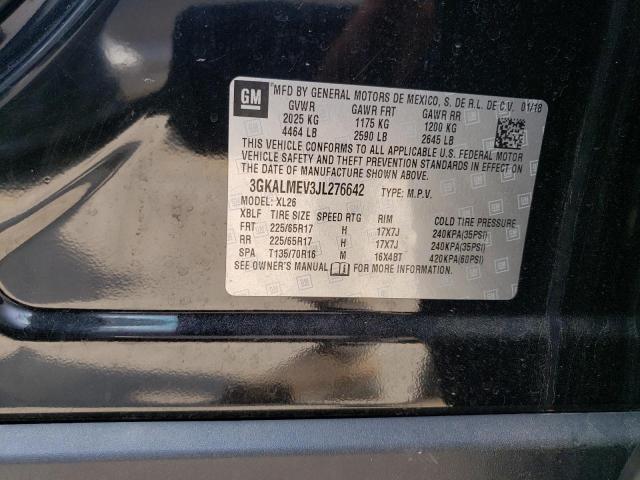 GM
MFD BY GENERAL MOTORS DE MEXICO, S. DE R.L. DE C.V. 01/18
GVWR GAWR FRT GAWR RR
2025 KG 1175 KG 1200 KG
4464 LB 2590 LB 2645 LB
THIS VEHICLE CONFORMS TO ALL APPLICABLE U.S. FEDERAL MOTOR
VEHICLE SAFETY AND THEFT PREVENTION STANDARDS IN EFFECT ON
THE DATE OF MANUFACTURE SHOWN ABOVE.
3GKALMEV3JL276642 TYPE: M.P.V.
MODEL: XL26
XBLF TIRE SIZE SPEED RTG RIM COLD TIRE PRESSURE
FRT 225/65R17 H 17X7J 240KPA(35PSI)
RR 225/65R17 H 17X7J 240KPA(35PSI)
SPA T135/70R16 M 16X4BT 420KPA(60PSI)
SEE OWNER'S MANUAL FOR MORE INFORMATION.